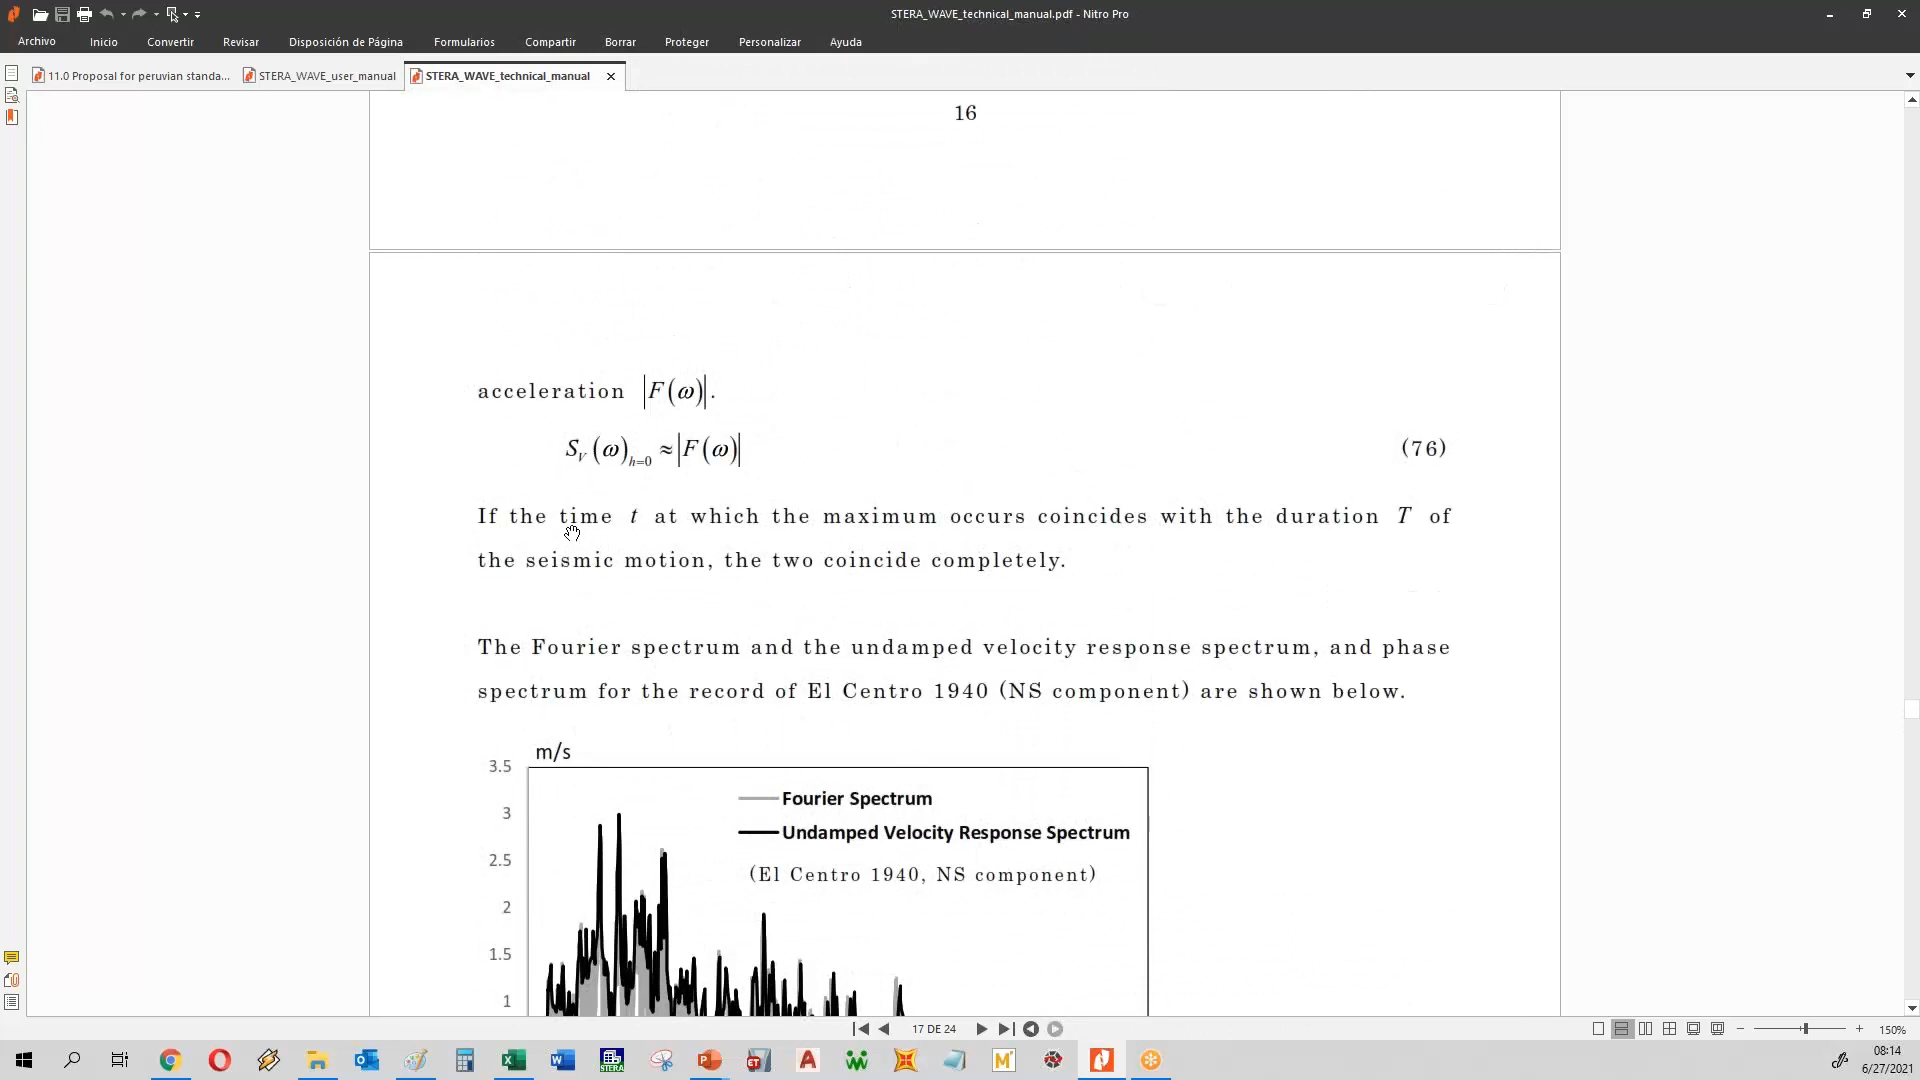 STERA_WAVE_technical_manual.pdf - Nitro Pro
Archivo Inicio Convertir Revisar Disposición de Página Formularios Compartir Borrar Proteger Personalizar Ayuda
11.0 Proposal for peruvian standa... STERA_WAVE_user_manual STERA_WAVE_technical_manual
16
acceleration |F(ω)|.
S_V(ω)_{h=0} ≈ |F(ω)| (76)
If the time t at which the maximum occurs coincides with the duration T of
the seismic motion, the two coincide completely.
The Fourier spectrum and the undamped velocity response spectrum, and phase
spectrum for the record of El Centro 1940 (NS component) are shown below.
m/s
3.5
Fourier Spectrum
3
Undamped Velocity Response Spectrum
2.5
(El Centro 1940, NS component)
2
1.5
1
17 DE 24
150%
STERA
ET
08:14
6/27/2021